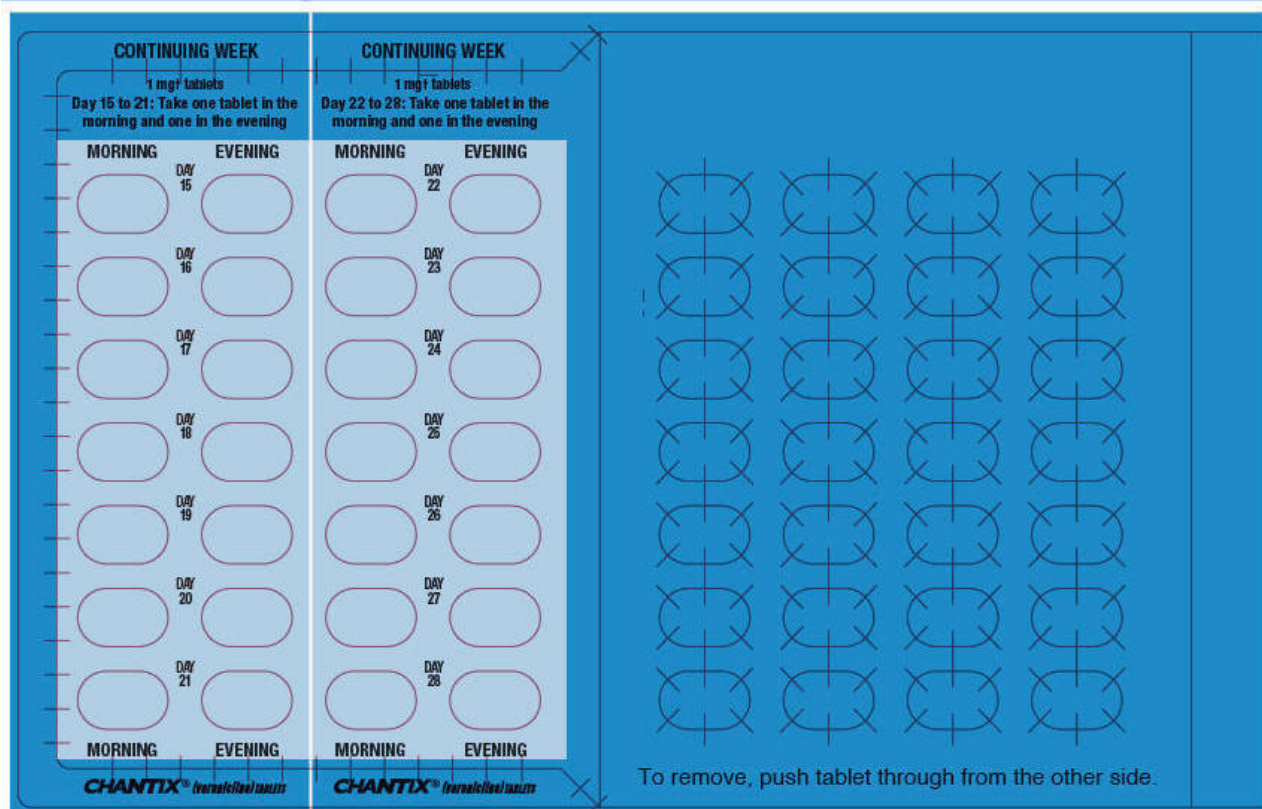 CONTINUING WEEK
1 mg† tablets
Day 15 to 21: Take one tablet in the
morning and one in the evening
MORNING EVENING
DAY
15
DAY
16
DAY
17
DAY
18
DAY
19
DAY
20
DAY
21
MORNING EVENING
CHANTIX® (varenicline) TABLETS
CONTINUING WEEK
1 mg† tablets
Day 22 to 28: Take one tablet in the
morning and one in the evening
MORNING EVENING
DAY
22
DAY
23
DAY
24
DAY
25
DAY
26
DAY
27
DAY
28
MORNING EVENING
CHANTIX® (varenicline) TABLETS
To remove, push tablet through from the other side.